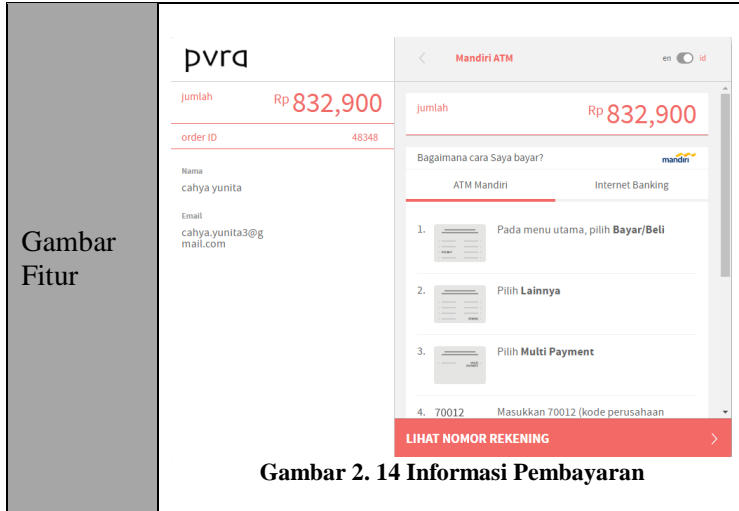 Gambar
Fitur
pvra
jumlah Rp 832,900
order ID 48348
Nama
cahya yunita
Email
cahya.yunita3@g
mail.com
Mandiri ATM en id
jumlah Rp 832,900
Bagaimana cara Saya bayar? mandiri
ATM Mandiri Internet Banking
1. Pada menu utama, pilih Bayar/Beli
2. Pilih Lainnya
3. Pilih Multi Payment
4. 70012 Masukkan 70012 (kode perusahaan
LIHAT NOMOR REKENING
Gambar 2. 14 Informasi Pembayaran